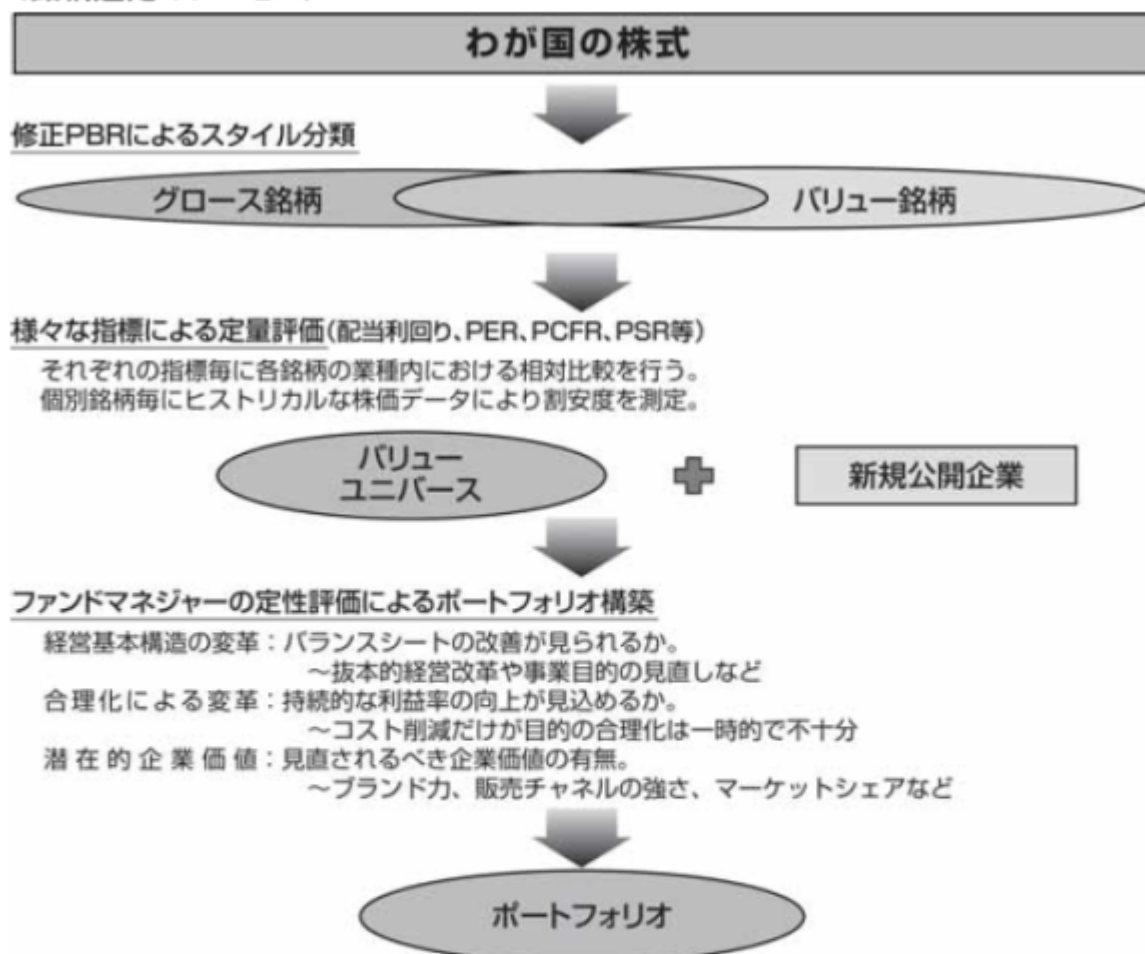 わが国の株式
修正PBRによるスタイル分類
グロース銘柄
バリュー銘柄
様々な指標による定量評価(配当利回り、PER、PCFR、PSR等)
それぞれの指標毎に各銘柄の業種内における相対比較を行う。
個別銘柄毎にヒストリカルな株価データにより割安度を測定。
バリュー
ユニバース
新規公開企業
ファンドマネジャーの定性評価によるポートフォリオ構築
経営基本構造の変革：バランスシートの改善が見られるか。
〜抜本的経営改革や事業目的の見直しなど
合理化による変革：持続的な利益率の向上が見込めるか。
〜コスト削減だけが目的の合理化は一時的で不十分
潜在的企業価値：見直されるべき企業価値の有無。
〜ブランド力、販売チャネルの強さ、マーケットシェアなど
ポートフォリオ